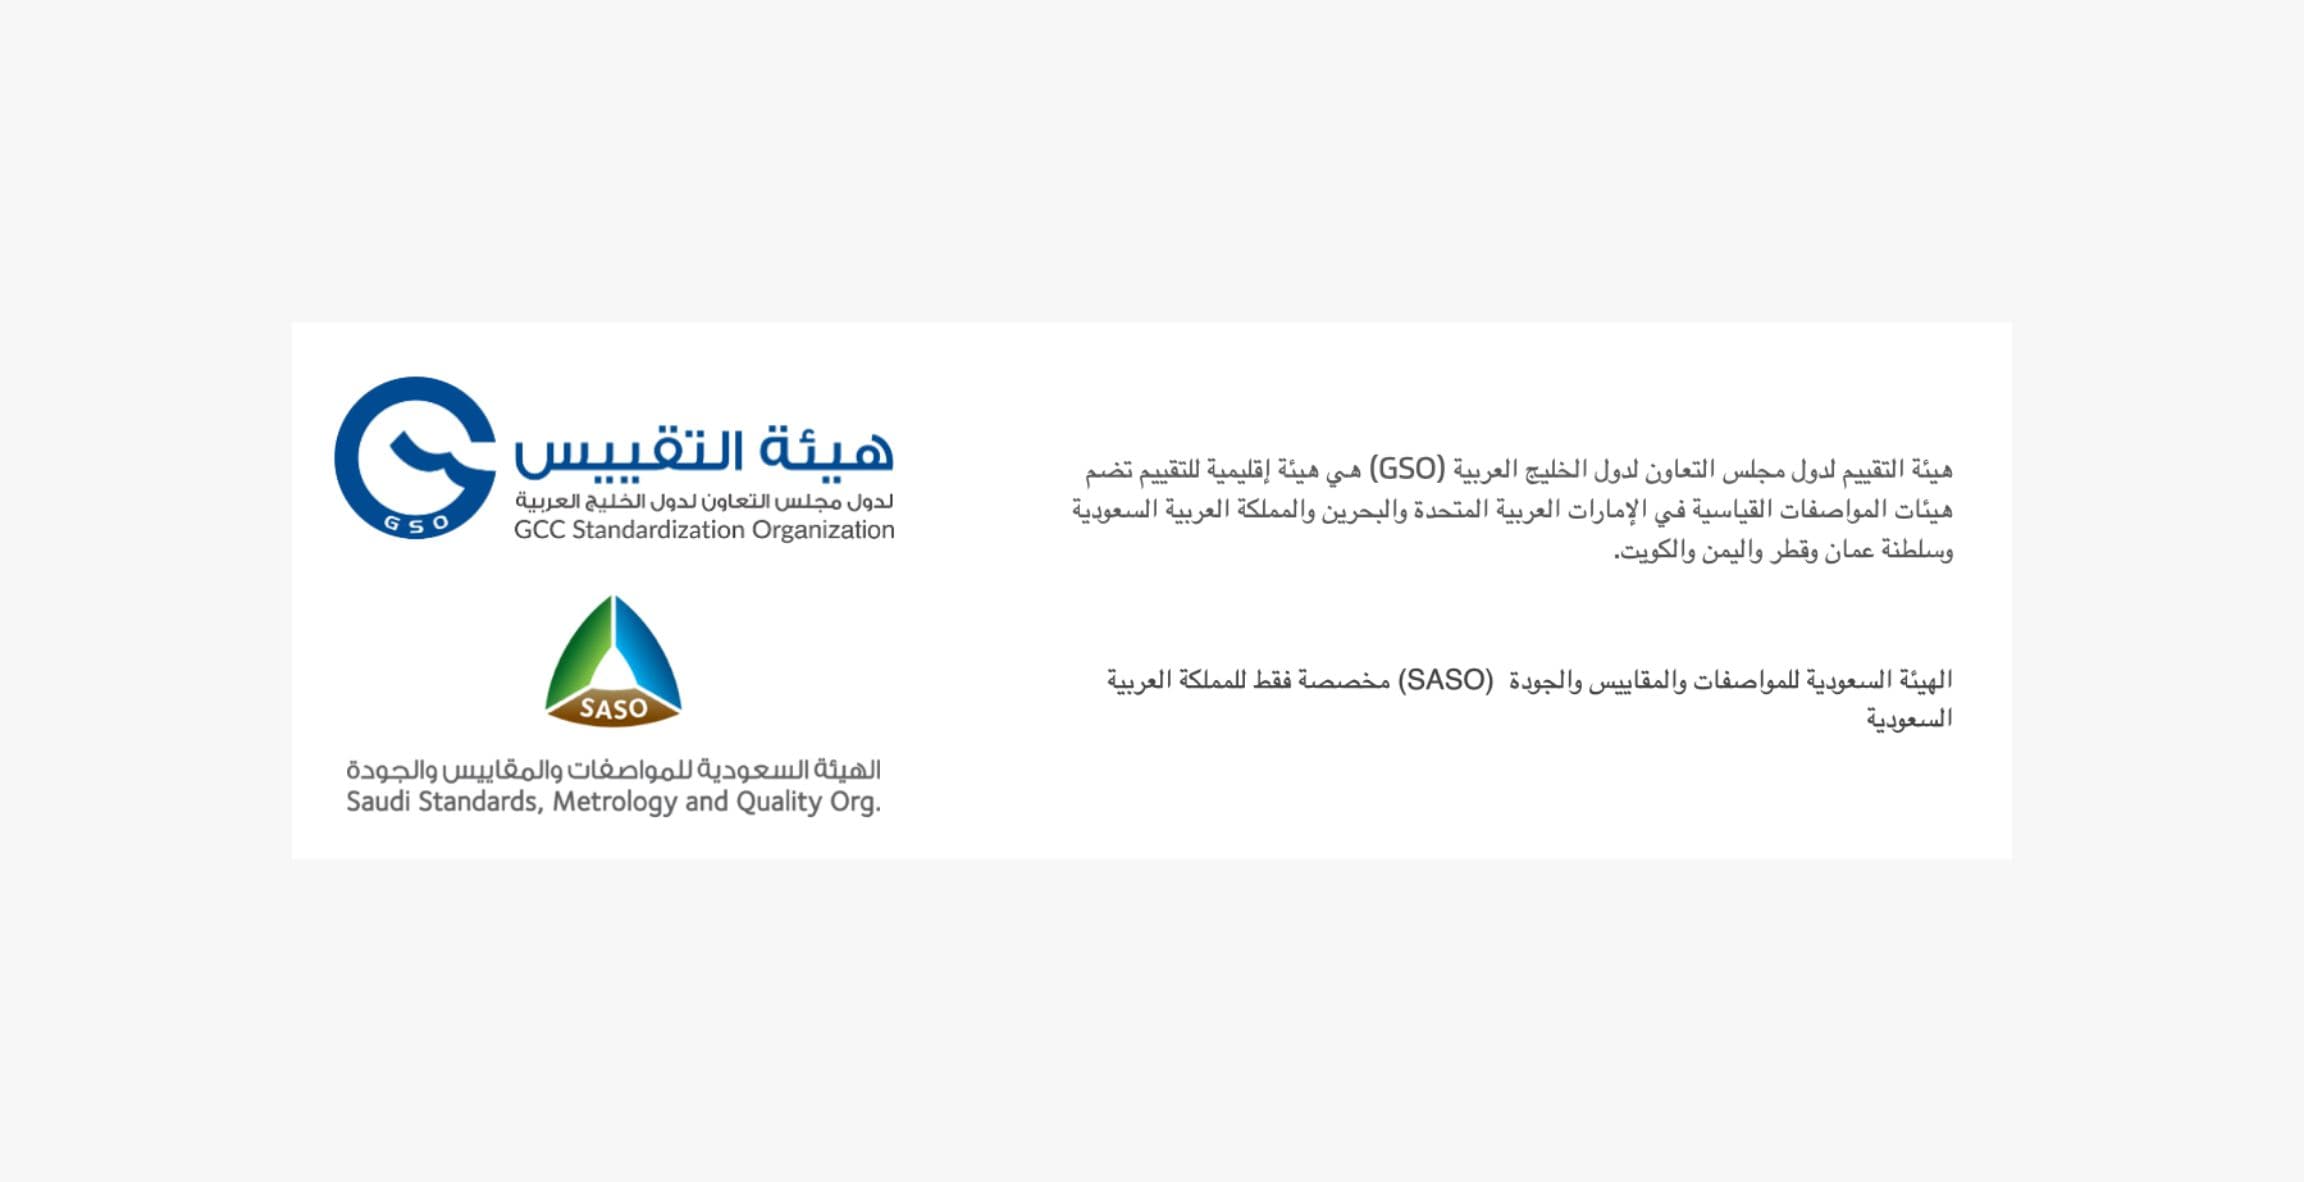 هيئة التقييس
لدول مجلس التعاون لدول الخليج العربية
GCC Standardization Organization
GSO
هيئة التقييم لدول مجلس التعاون لدول الخليج العربية (GSO) هي هيئة إقليمية للتقييم تضم
هيئات المواصفات القياسية في الإمارات العربية المتحدة والبحرين والمملكة العربية السعودية
وسلطنة عمان وقطر واليمن والكويت.
SASO
الهيئة السعودية للمواصفات والمقاييس والجودة
Saudi Standards, Metrology and Quality Org.
الهيئة السعودية للمواصفات والمقاييس والجودة (SASO) مخصصة فقط للمملكة العربية
السعودية